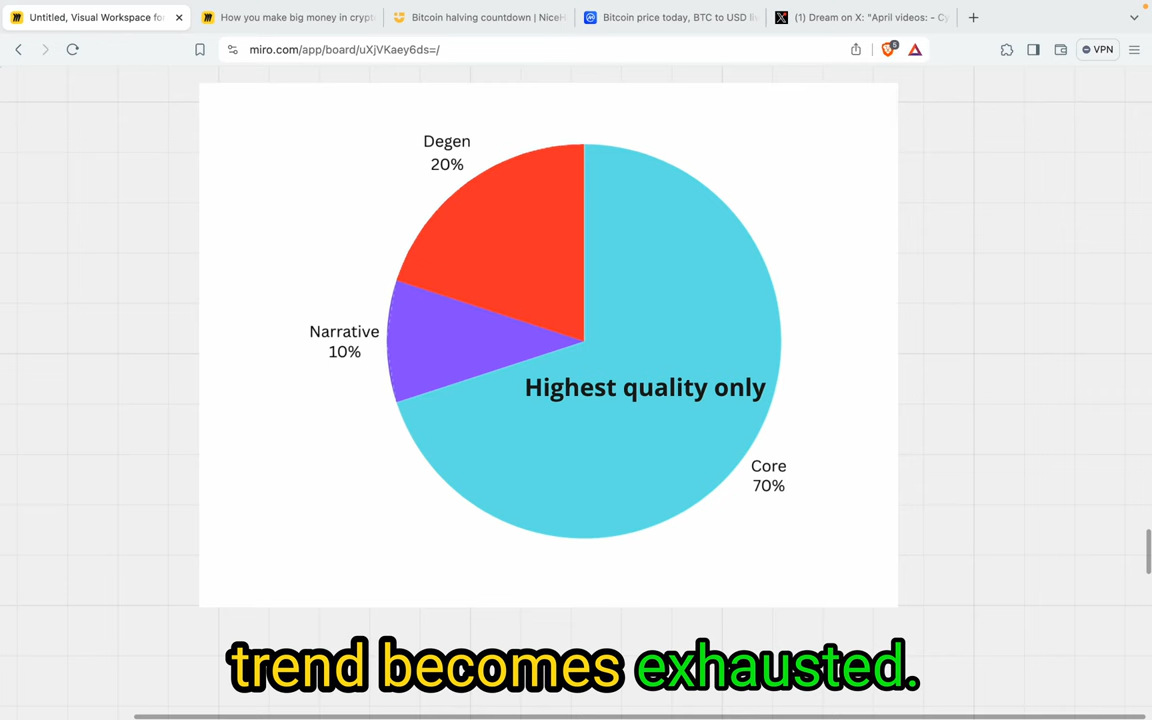 Untitled, Visual Workspace fo
How you make big money in crypt
Bitcoin halving countdown | NiceH
Bitcoin price today, BTC to USD li
(1) Dream on X: "April videos: - Cy
miro.com/app/board/uXjVKaey6ds=/
5
VPN
Degen
20%
Narrative
10%
Highest quality only
Core
70%
trend becomes exhausted.